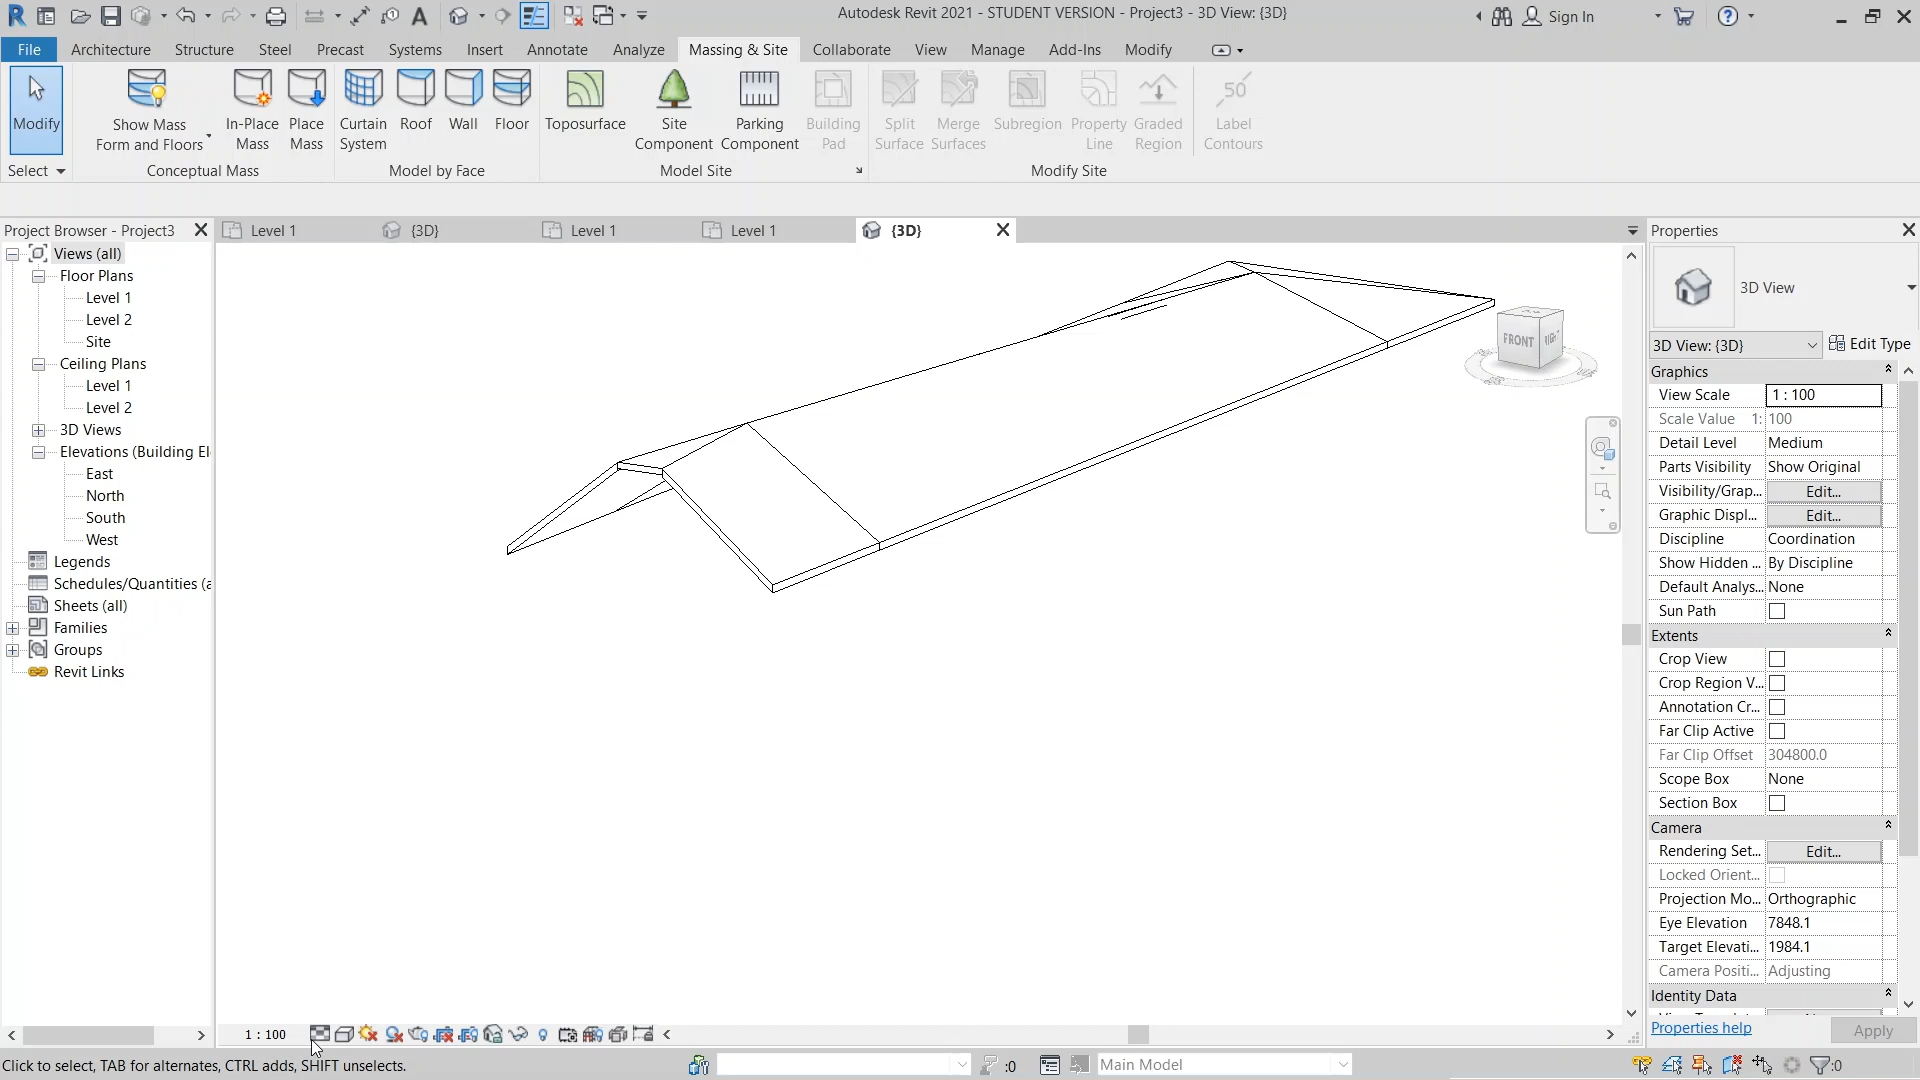 Autodesk Revit 2021 - STUDENT VERSION - Project3 - 3D View: {3D}
Sign In
File Architecture Structure Steel Precast Systems Insert Annotate Analyze Massing & Site Collaborate View Manage Add-Ins Modify
Modify
Show Mass
Form and Floors
In-Place
Mass
Place
Mass
Curtain
System
Roof
Wall
Floor
Toposurface
Site
Component
Parking
Component
Building
Pad
Split
Surface
Merge
Surfaces
Subregion
Property
Line
Graded
Region
50
Label
Contours
Select
Conceptual Mass
Model by Face
Model Site
Modify Site
Project Browser - Project3
Level 1
{3D}
Level 1
Level 1
{3D}
Views (all)
Floor Plans
Level 1
Level 2
Site
Ceiling Plans
Level 1
Level 2
3D Views
Elevations (Building El
East
North
South
West
Legends
Schedules/Quantities (a
Sheets (all)
Families
Groups
Revit Links
FRONT
Properties
3D View
3D View: {3D}
Edit Type
Graphics
View Scale 1 : 100
Scale Value 1: 100
Detail Level Medium
Parts Visibility Show Original
Visibility/Grap... Edit...
Graphic Displ... Edit...
Discipline Coordination
Show Hidden ... By Discipline
Default Analys... None
Sun Path
Extents
Crop View
Crop Region V...
Annotation Cr...
Far Clip Active
Far Clip Offset 304800.0
Scope Box None
Section Box
Camera
Rendering Set... Edit...
Locked Orient...
Projection Mo... Orthographic
Eye Elevation 7848.1
Target Elevati... 1984.1
Camera Positi... Adjusting
Identity Data
Properties help
Apply
1 : 100
Click to select, TAB for alternates, CTRL adds, SHIFT unselects.
:0
Main Model
:0